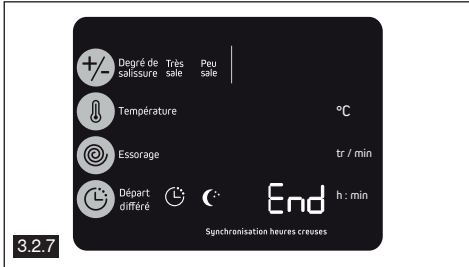 +/- Degré de salissure Très sale Peu sale
Température °C
Essorage tr / min
Départ différé End h : min
Synchronisation heures creuses
3.2.7